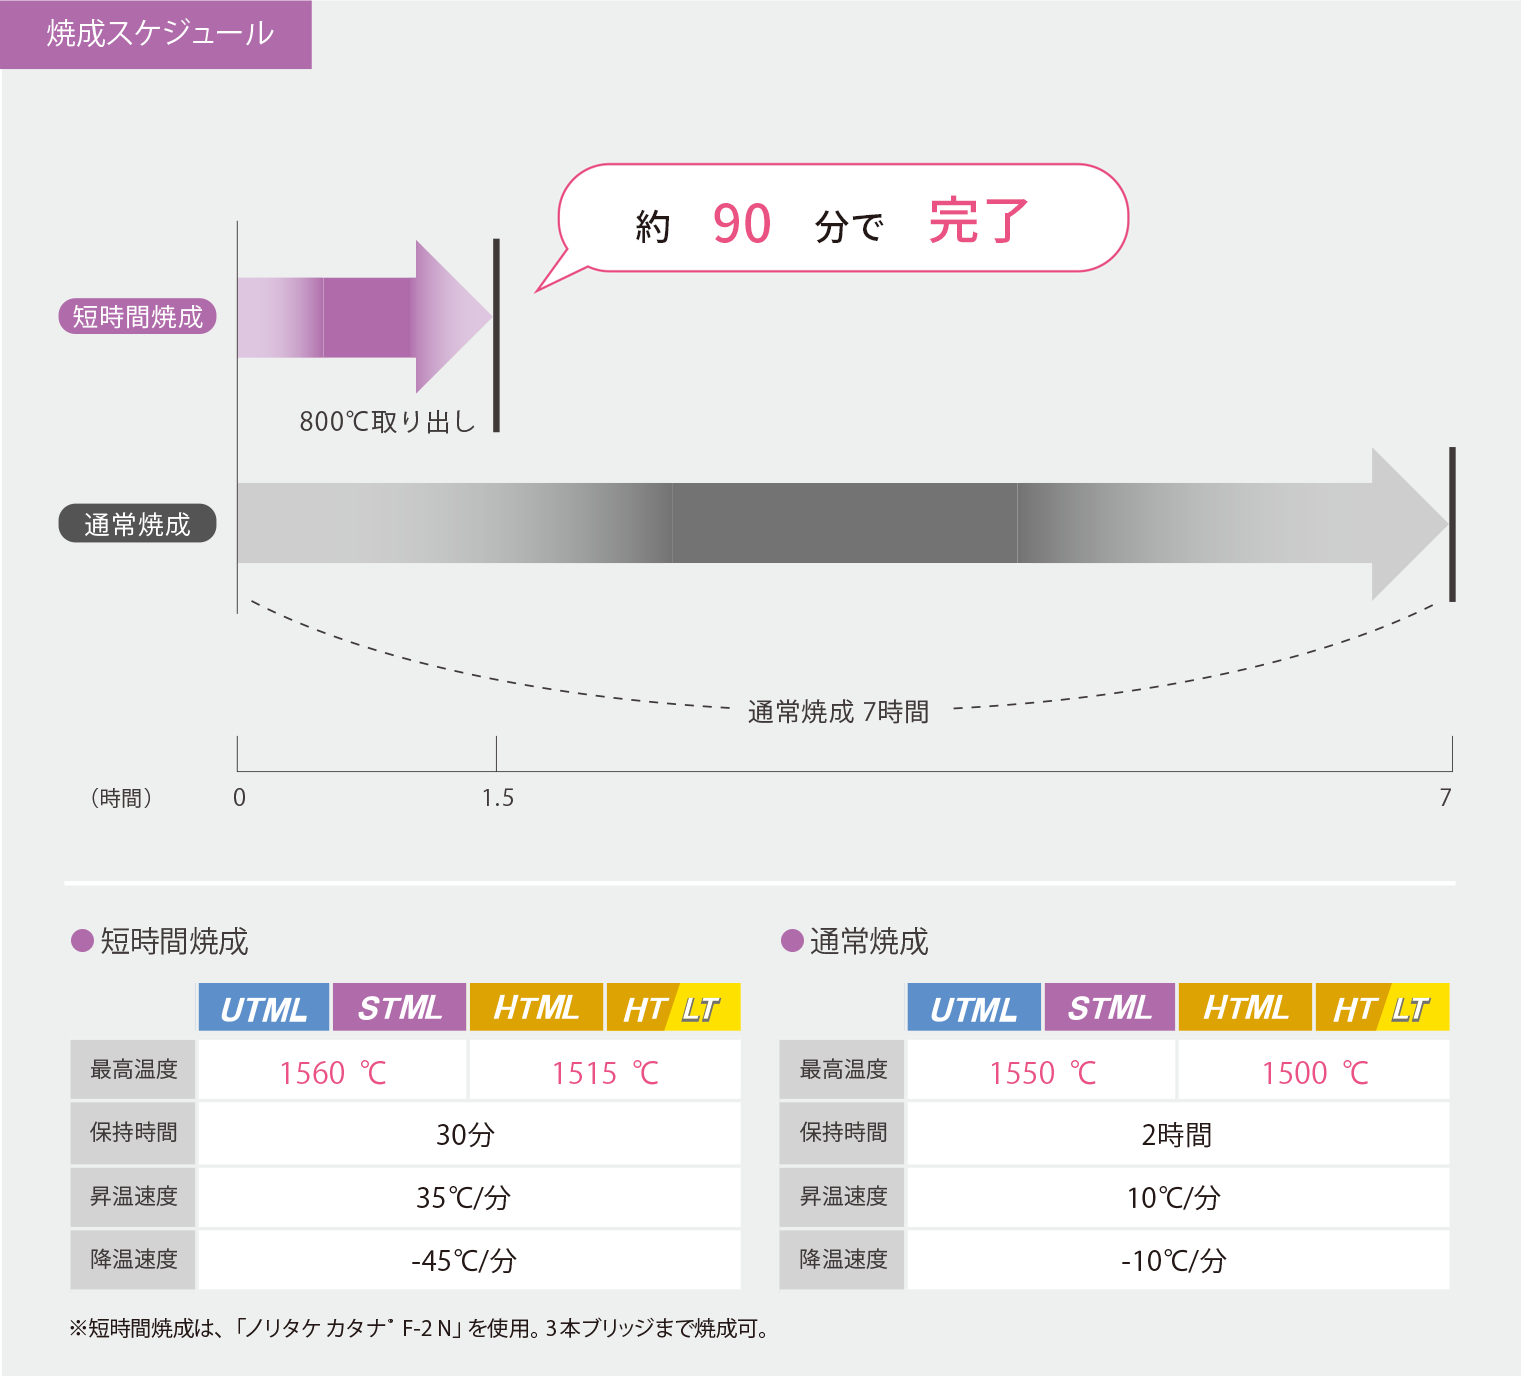 焼成スケジュール
約 90 分で 完了
短時間焼成
800℃取り出し
通常焼成
通常焼成 7時間
（時間） 0 1.5 7
短時間焼成
UTML STML HTML HT LT
最高温度 1560 ℃ 1515 ℃
保持時間 30分
昇温速度 35℃/分
降温速度 -45℃/分
通常焼成
UTML STML HTML HT LT
最高温度 1550 ℃ 1500 ℃
保持時間 2時間
昇温速度 10℃/分
降温速度 -10℃/分
※短時間焼成は、「ノリタケ カタナ® F-2 N」を使用。3本ブリッジまで焼成可。